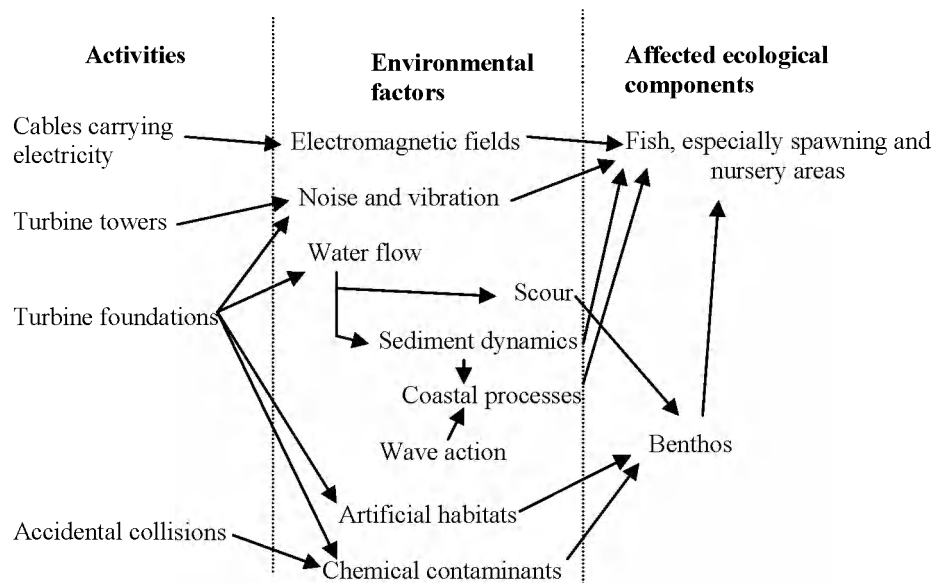 Activities
Environmental
factors
Affected ecological
components
Cables carrying
electricity
Electromagnetic fields
Fish, especially spawning and
nursery areas
Noise and vibration
Turbine towers
Water flow
Scour
Turbine foundations
Sediment dynamics
Coastal processes
Wave action
Benthos
Artificial habitats
Accidental collisions
Chemical contaminants